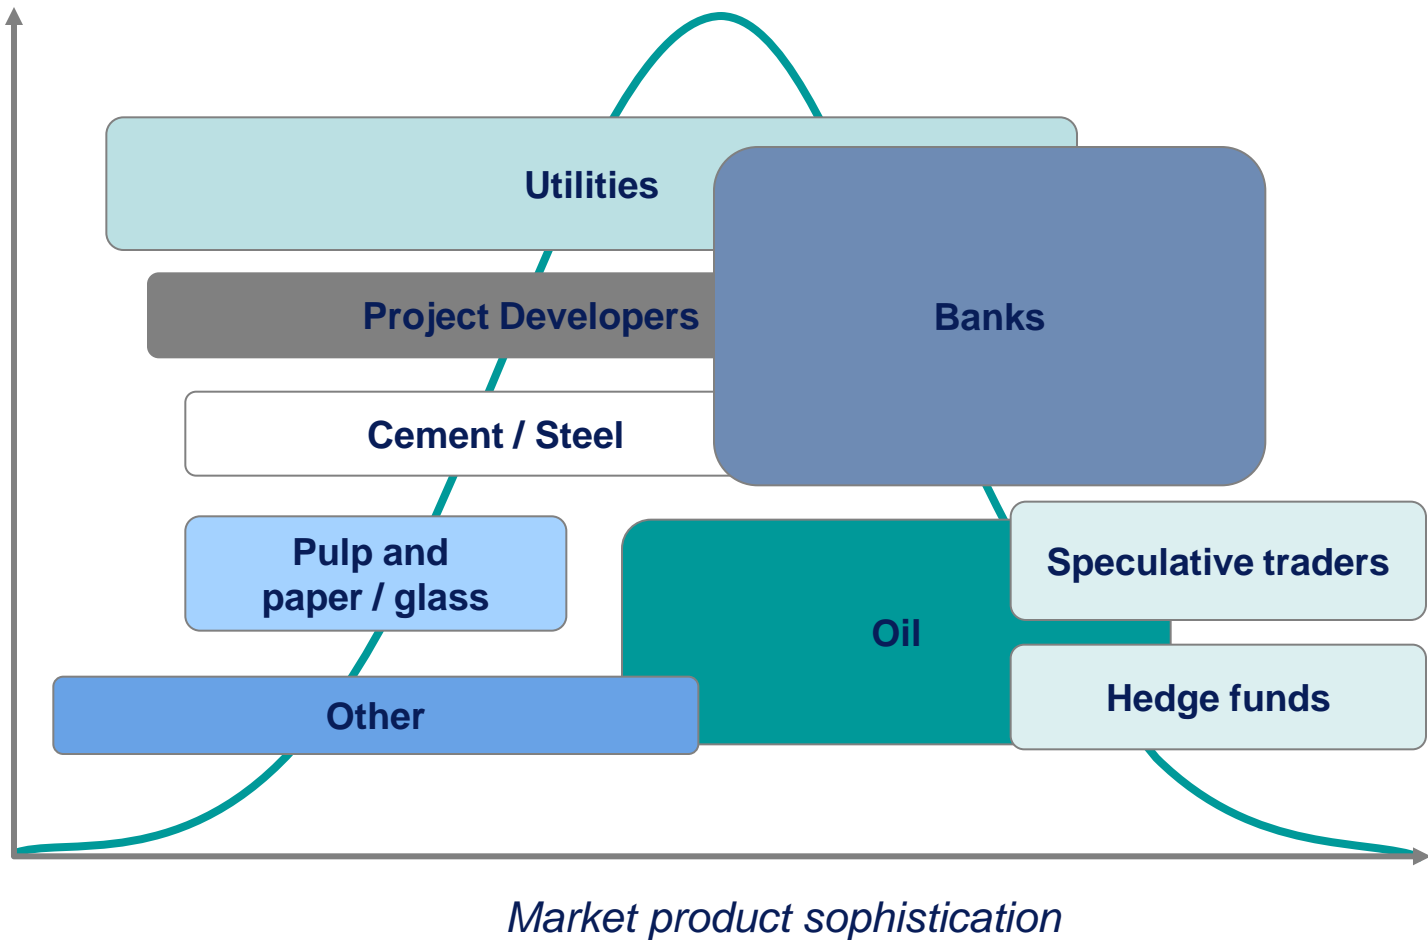 Utilities
Project Developers
Banks
Cement / Steel
Pulp and
paper / glass
Speculative traders
Oil
Hedge funds
Other
Market product sophistication